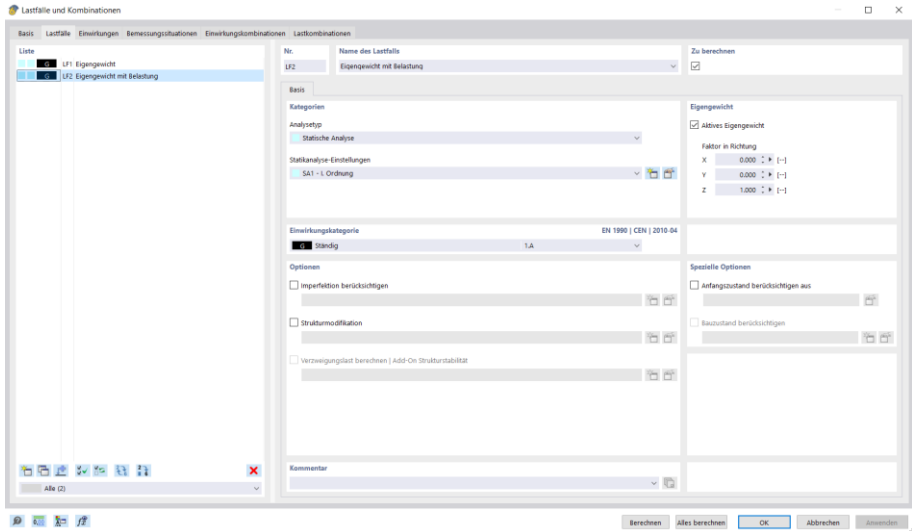 Lastfälle und Kombinationen
Basis Lastfälle Einwirkungen Bemessungssituationen Einwirkungskombinationen Lastkombinationen
Liste
G LF1 Eigengewicht
G LF2 Eigengewicht mit Belastung
Alle (2)
Nr.
LF2
Name des Lastfalls
Eigengewicht mit Belastung
Zu berechnen
Basis
Kategorien
Analysetyp
Statische Analyse
Statikanalyse-Einstellungen
SA1 - I. Ordnung
Eigengewicht
Aktives Eigengewicht
Faktor in Richtung
X 0.000 [--]
Y 0.000 [--]
Z 1.000 [--]
Einwirkungskategorie EN 1990 | CEN | 2010-04
G Ständig 1.A
Optionen
Imperfektion berücksichtigen
Strukturmodifikation
Verzweigungslast berechnen | Add-On Strukturstabilität
Spezielle Optionen
Anfangszustand berücksichtigen aus
Bauzustand berücksichtigen
Kommentar
Berechnen Alles berechnen OK Abbrechen Anwenden